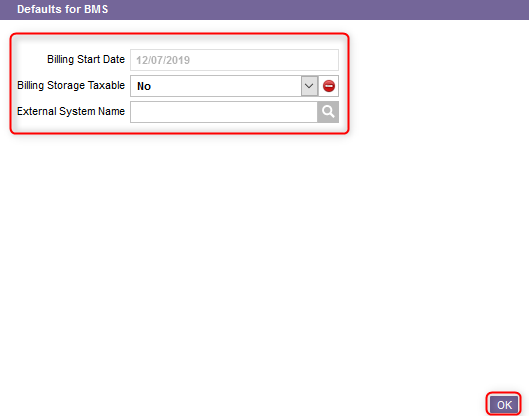 Defaults for BMS
Billing Start Date 12/07/2019
Billing Storage Taxable No
External System Name
OK